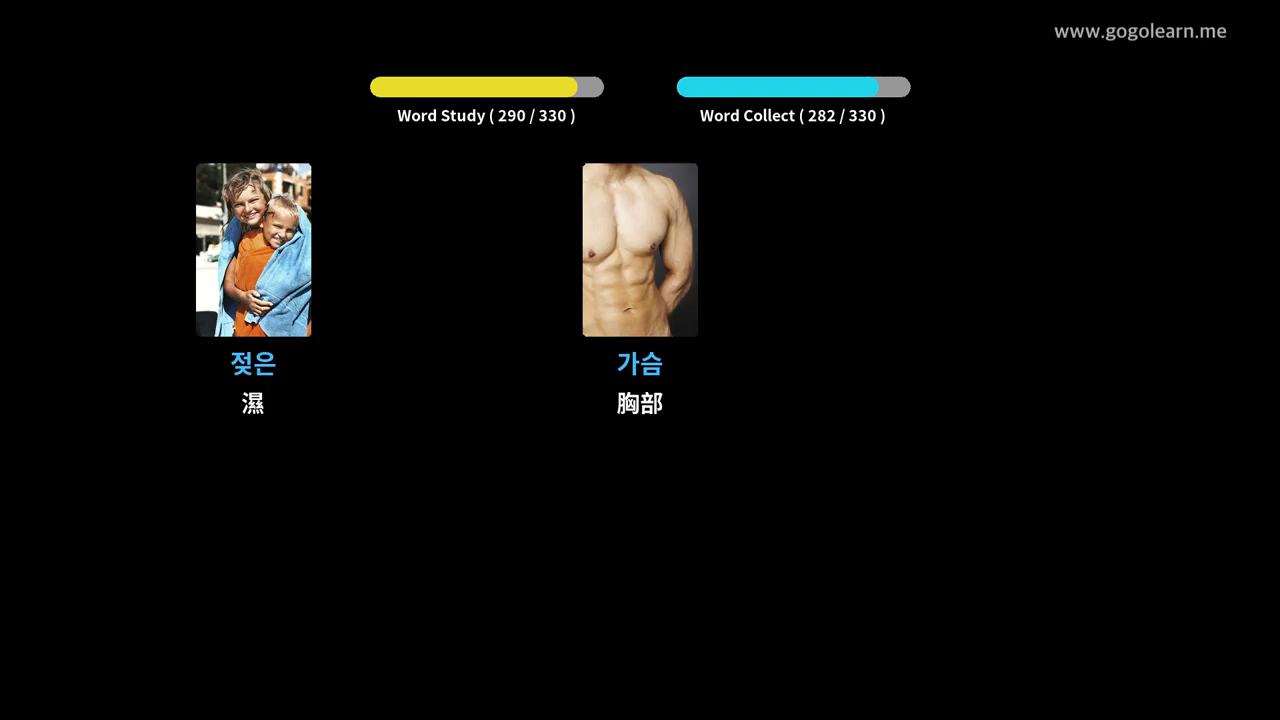 www.gogolearn.me
Word Study ( 290 / 330 )
Word Collect ( 282 / 330 )
젖은
濕
가슴
胸部